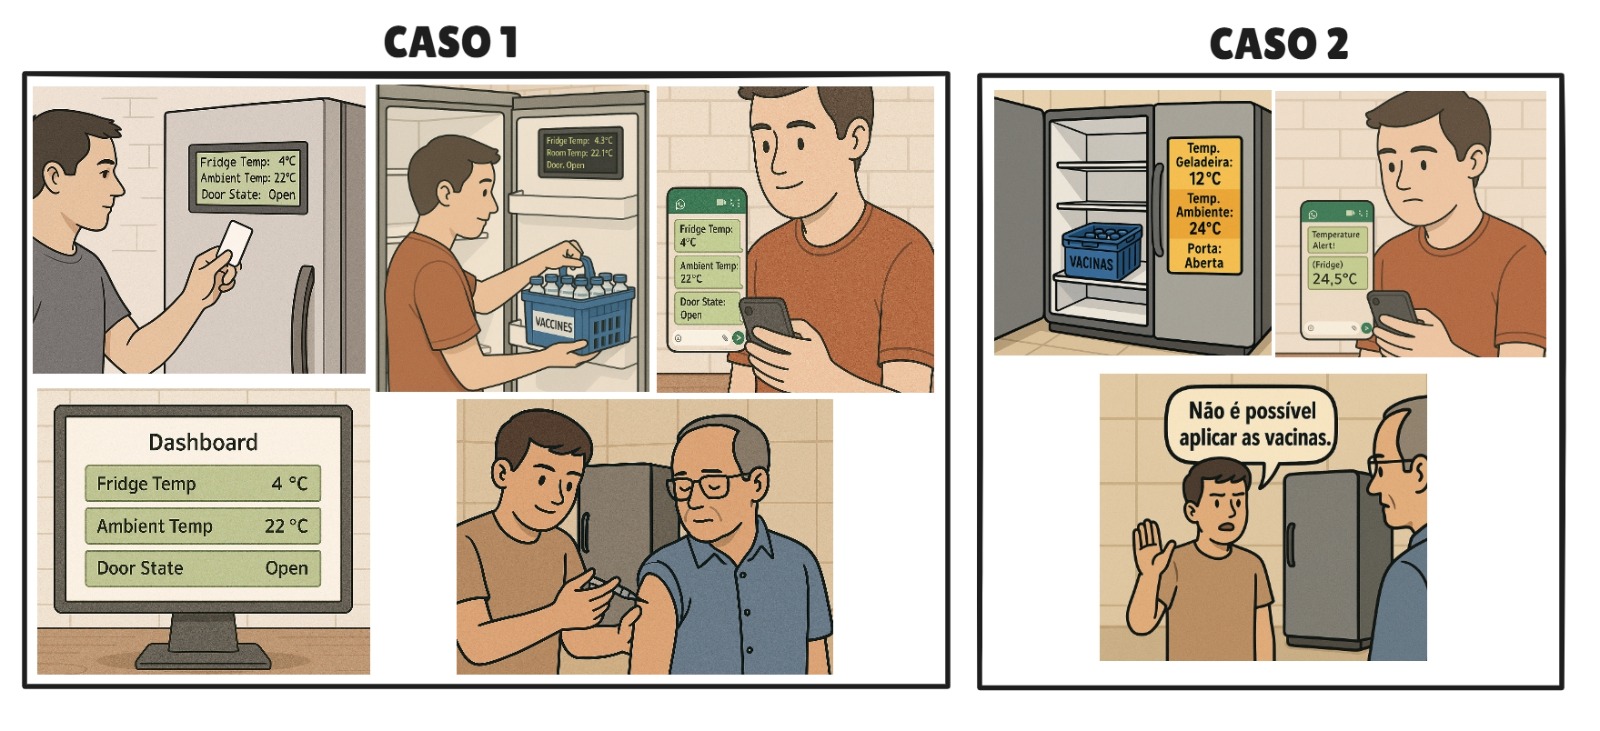 CASO 1
CASO 2
Fridge Temp: 4°C
Ambient Temp: 22°C
Door State: Open
Fridge Temp: 4.3°C
Room Temp: 22.1°C
Door. Open
VACCINES
Fridge Temp:
4°C
Ambient Temp:
22°C
Door State:
Open
Dashboard
Fridge Temp 4 °C
Ambient Temp 22 °C
Door State Open
Temp.
Geladeira:
12°C
Temp.
Ambiente:
24°C
Porta:
Aberta
VACINAS
Temperature
Alert!
(Fridge)
24,5°C
Não é possível
aplicar as vacinas.